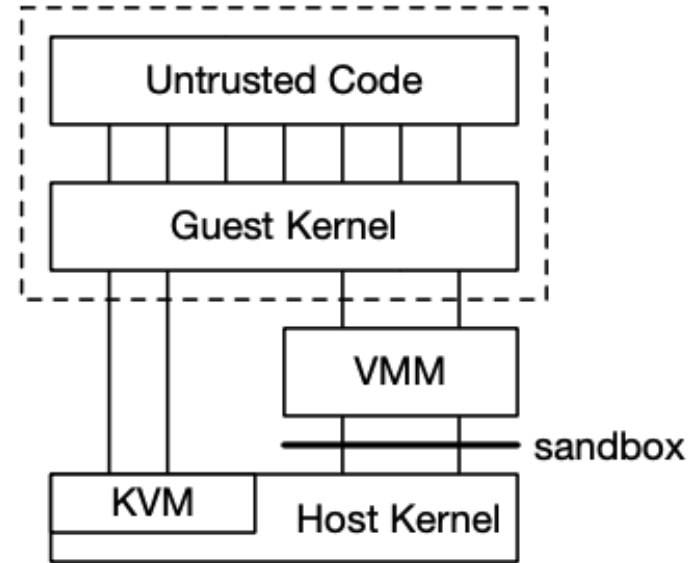 Untrusted Code
Guest Kernel
VMM
sandbox
KVM
Host Kernel